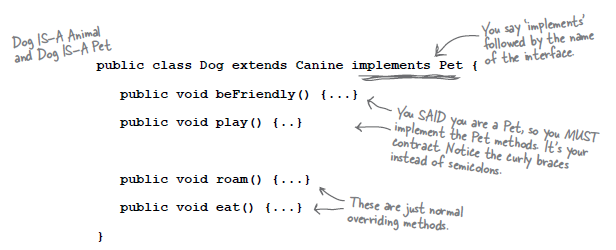 Dog IS-A Animal
and Dog IS-A Pet
You say 'implements'
followed by the name
of the interface.
public class Dog extends Canine implements Pet {
public void beFriendly() {...}
public void play() {..}
You SAID you are a Pet, so you MUST
implement the Pet methods. It's your
contract. Notice the curly braces
instead of semicolons.
public void roam() {...}
public void eat() {...}
These are just normal
overriding methods.
}